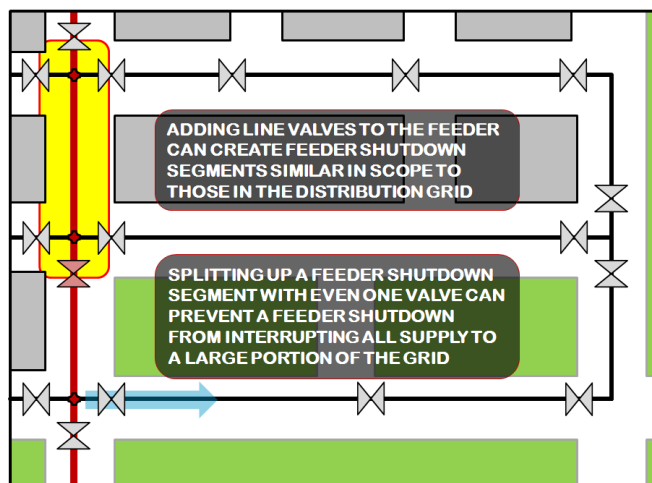 ADDING LINE VALVES TO THE FEEDER
CAN CREATE FEEDER SHUTDOWN
SEGMENTS SIMILAR IN SCOPE TO
THOSE IN THE DISTRIBUTION GRID
SPLITTING UP A FEEDER SHUTDOWN
SEGMENT WITH EVEN ONE VALVE CAN
PREVENT A FEEDER SHUTDOWN
FROM INTERRUPTING ALL SUPPLY TO
A LARGE PORTION OF THE GRID